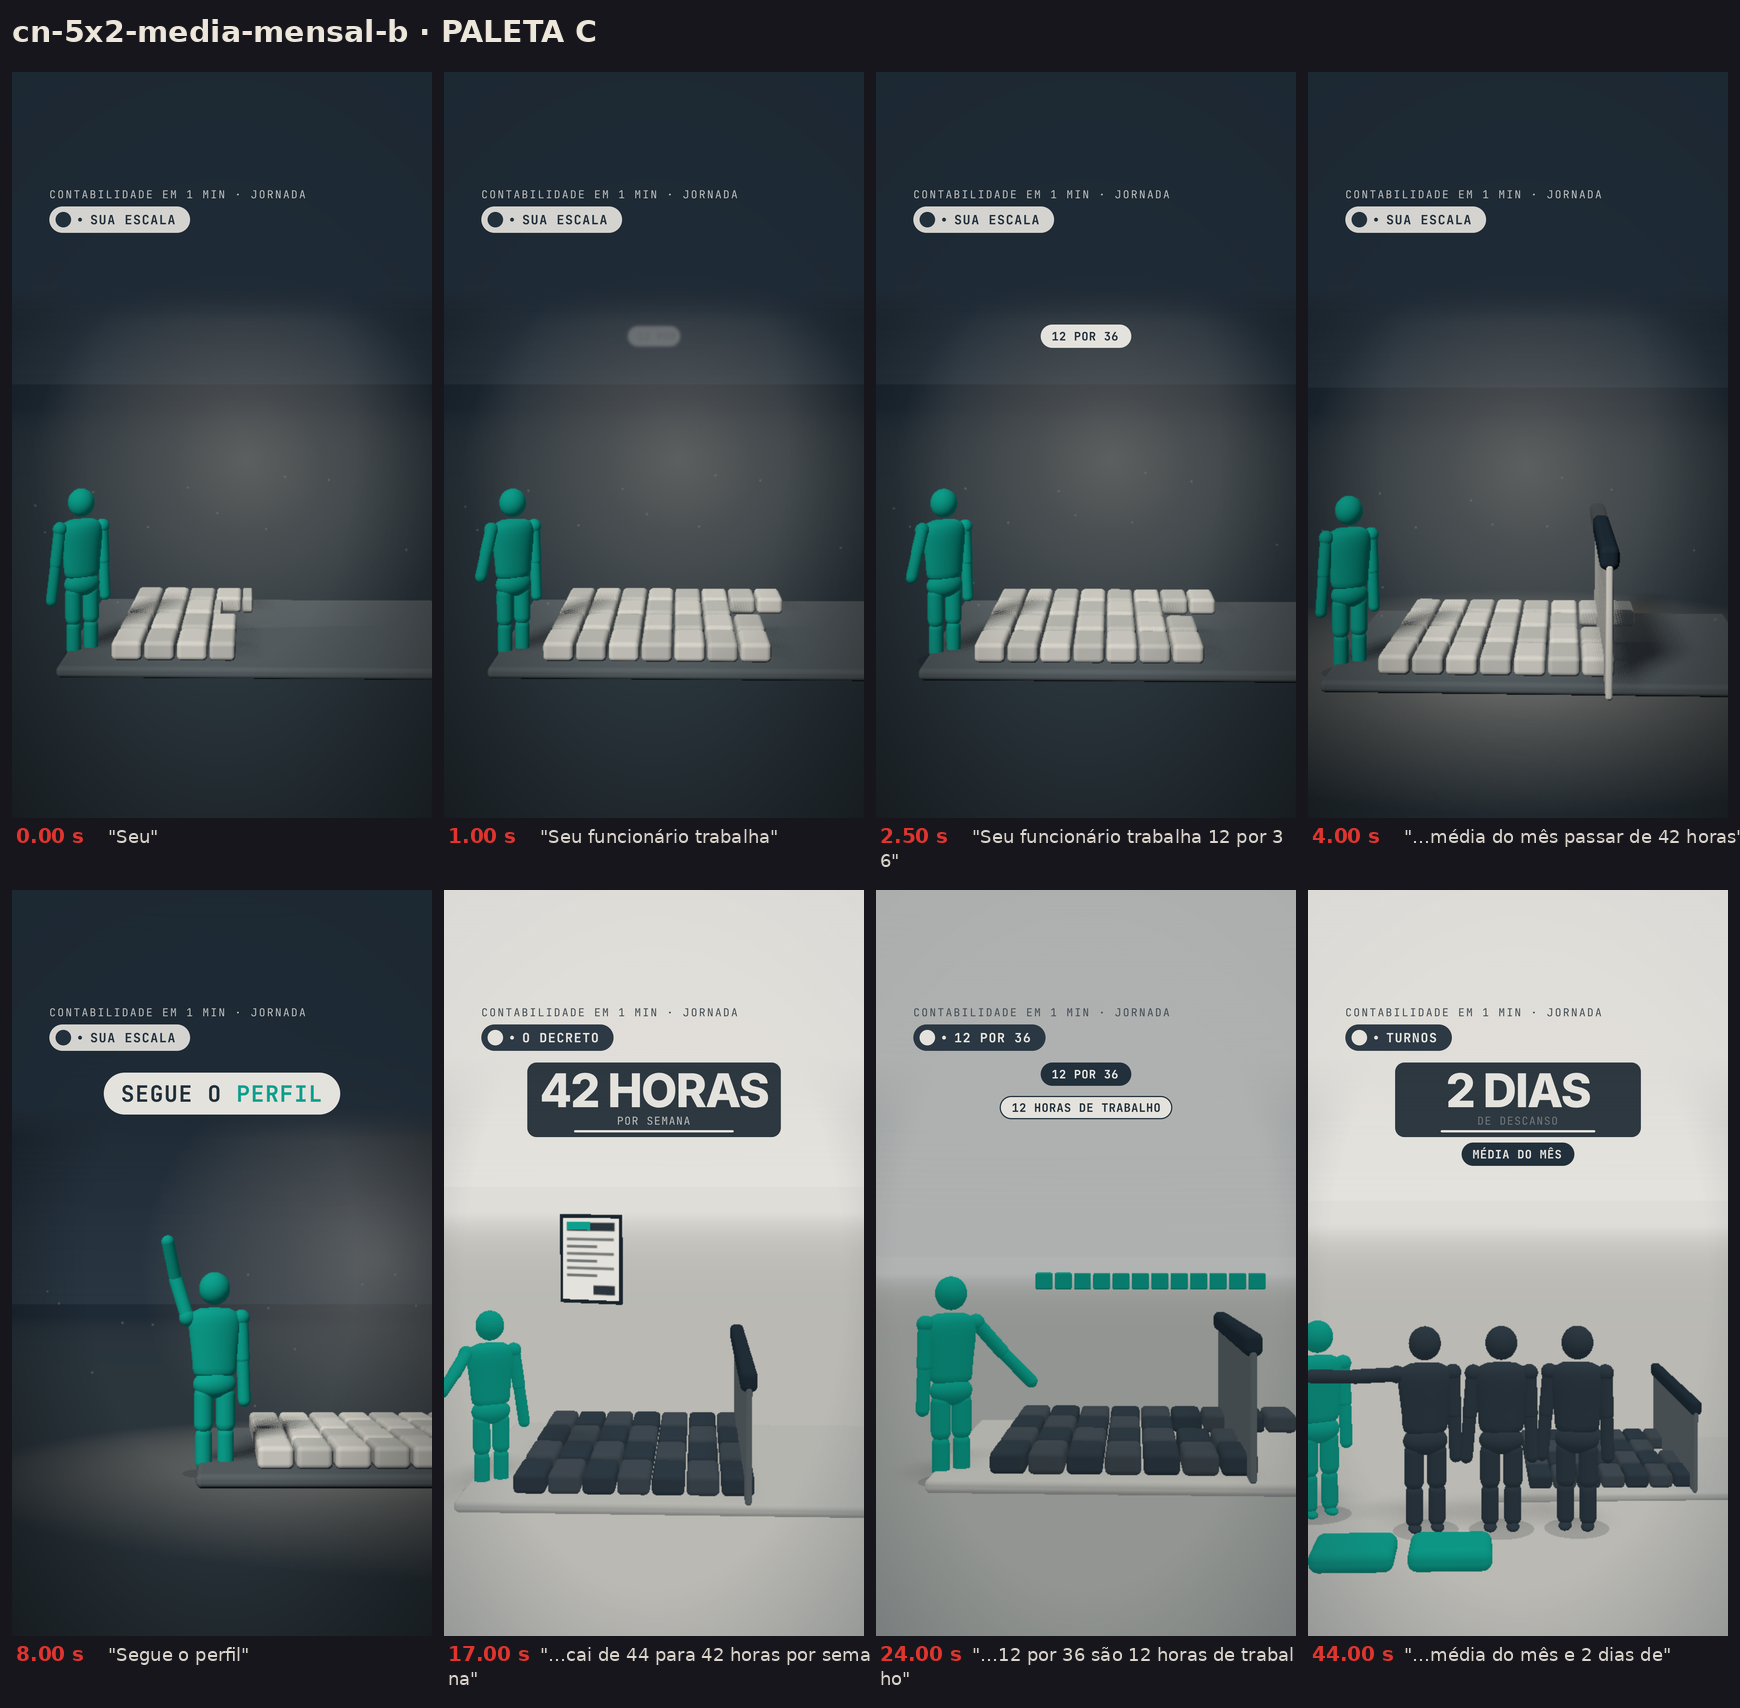 cn-5x2-media-mensal-b · PALETA C
CONTABILIDADE EM 1 MIN · JORNADA
• SUA ESCALA
0.00 s "Seu"
CONTABILIDADE EM 1 MIN · JORNADA
• SUA ESCALA
1.00 s "Seu funcionário trabalha"
CONTABILIDADE EM 1 MIN · JORNADA
• SUA ESCALA
12 POR 36
2.50 s "Seu funcionário trabalha 12 por 3
6"
CONTABILIDADE EM 1 MIN · JORNADA
• SUA ESCALA
4.00 s "...média do mês passar de 42 horas"
CONTABILIDADE EM 1 MIN · JORNADA
• SUA ESCALA
SEGUE O PERFIL
8.00 s "Segue o perfil"
CONTABILIDADE EM 1 MIN · JORNADA
• O DECRETO
42 HORAS
POR SEMANA
17.00 s "...cai de 44 para 42 horas por sema
na"
CONTABILIDADE EM 1 MIN · JORNADA
• 12 POR 36
12 POR 36
12 HORAS DE TRABALHO
24.00 s "...12 por 36 são 12 horas de trabal
ho"
CONTABILIDADE EM 1 MIN · JORNADA
• TURNOS
2 DIAS
DE DESCANSO
MÉDIA DO MÊS
44.00 s "...média do mês e 2 dias de"